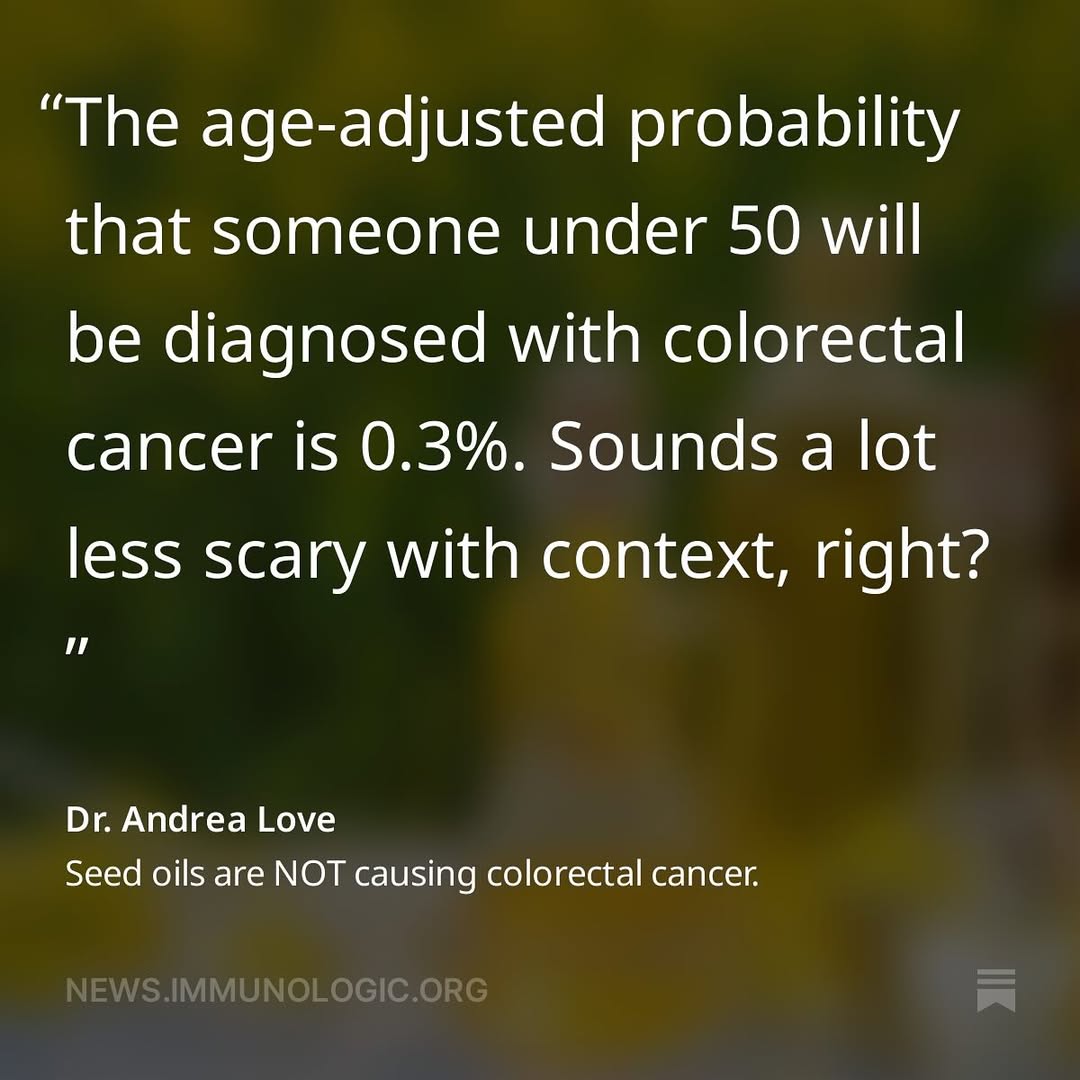 “The age-adjusted probability
that someone under 50 will
be diagnosed with colorectal
cancer is 0.3%. Sounds a lot
less scary with context, right?
”
Dr. Andrea Love
Seed oils are NOT causing colorectal cancer.
NEWS.IMMUNOLOGIC.ORG